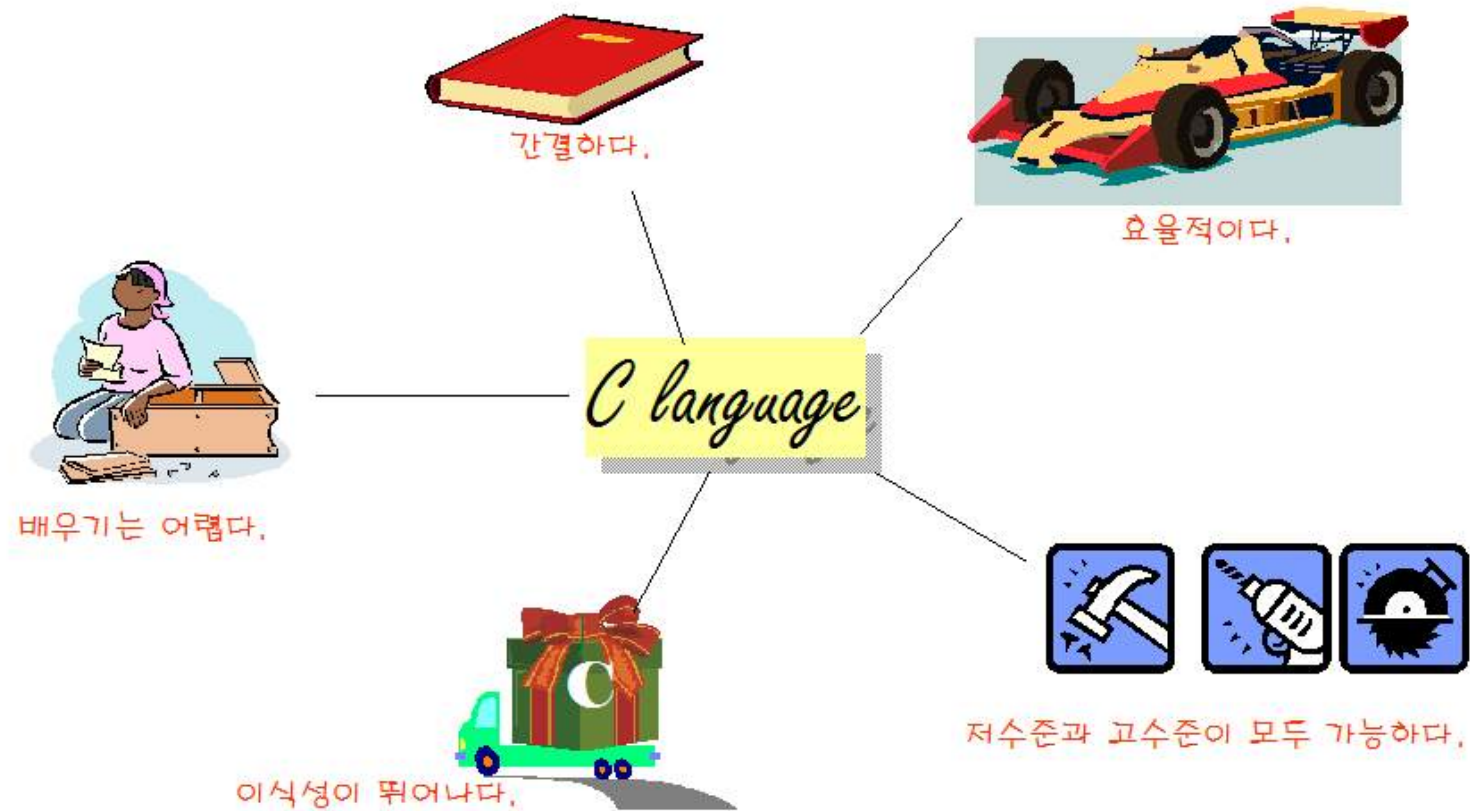 간결하다.
효율적이다.
C language
배우기는 어렵다.
C
저수준과 고수준이 모두 가능하다.
이식성이 뛰어나다.